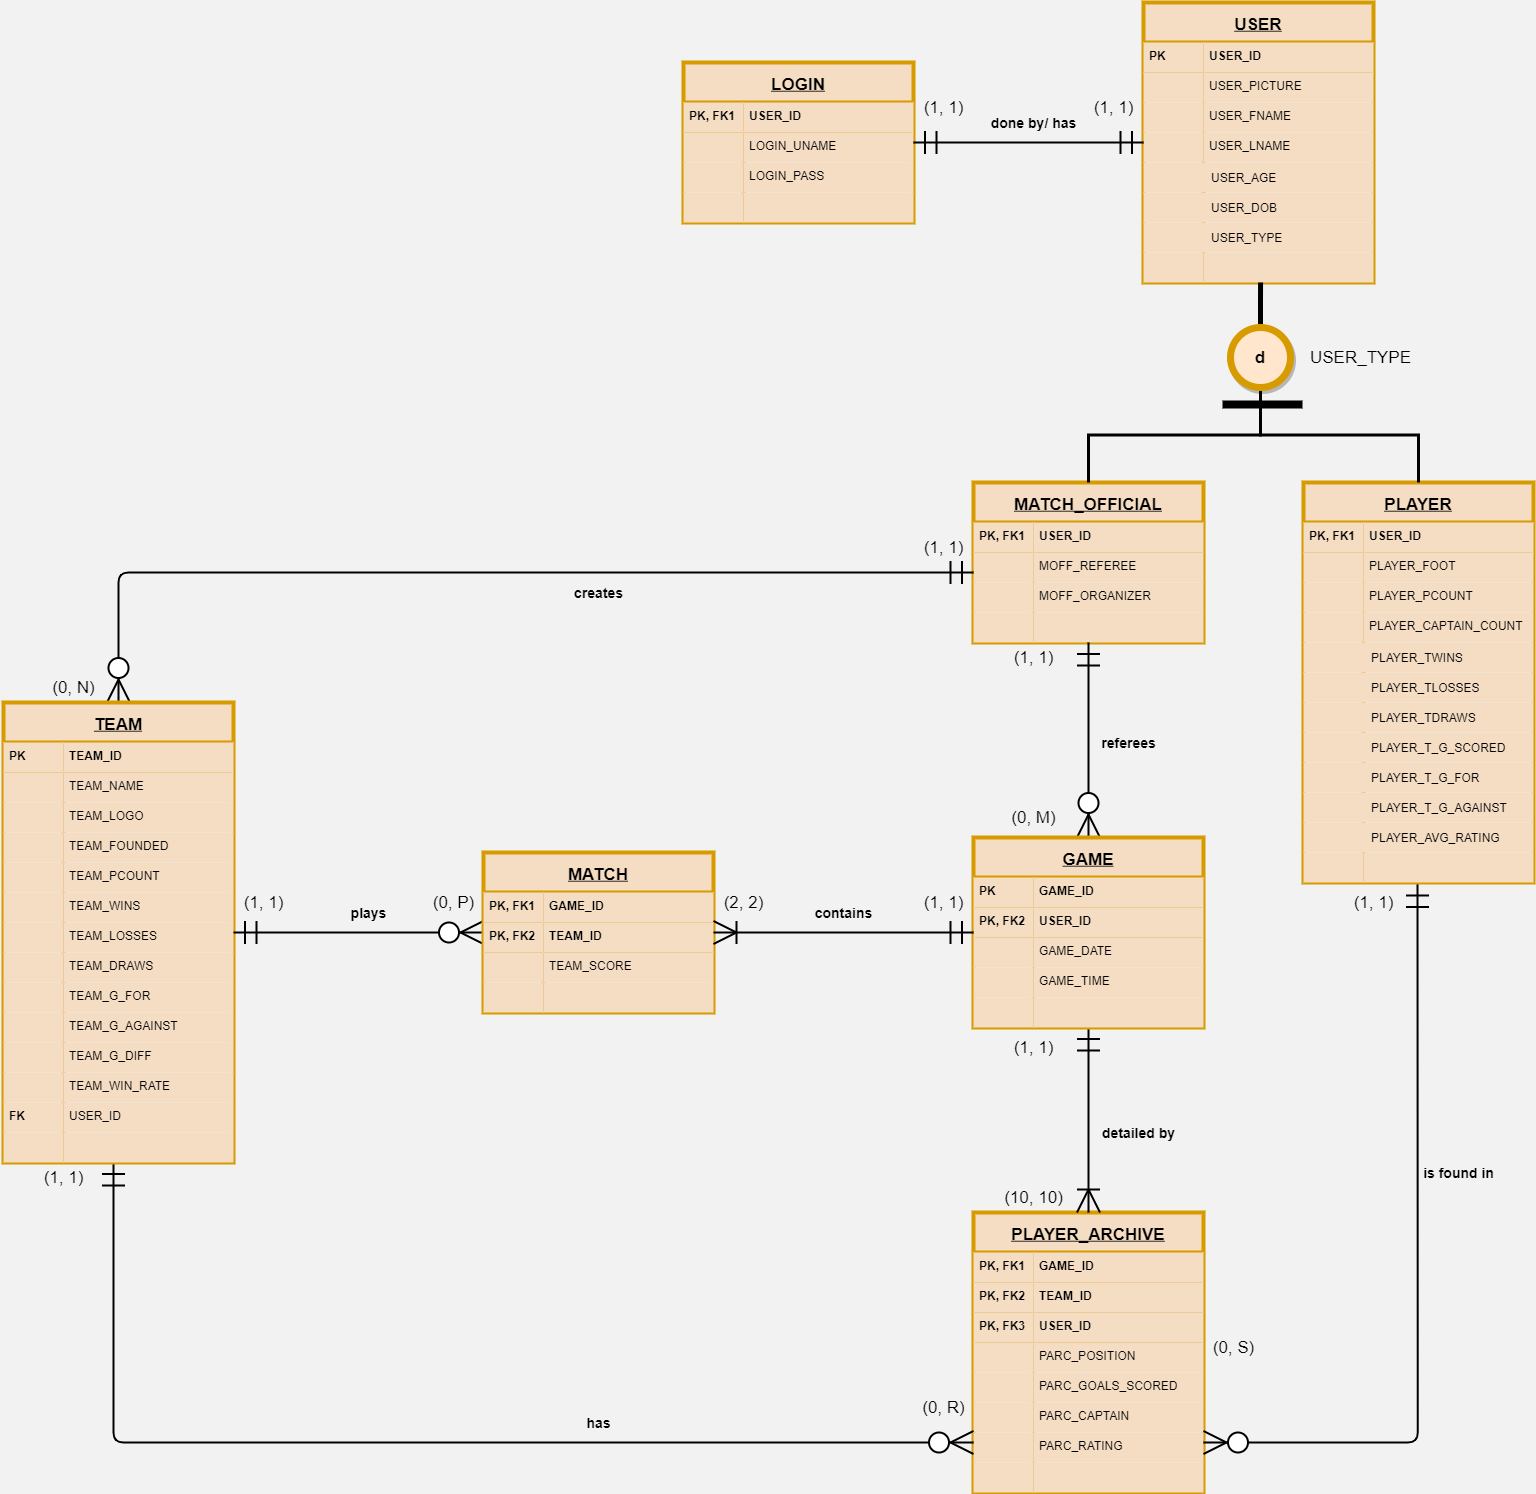 USER
PK USER_ID
USER_PICTURE
USER_FNAME
USER_LNAME
USER_AGE
USER_DOB
USER_TYPE
LOGIN
PK, FK1 USER_ID
LOGIN_UNAME
LOGIN_PASS
(1, 1) (1, 1)
done by/ has
d USER_TYPE
MATCH_OFFICIAL
PK, FK1 USER_ID
MOFF_REFEREE
MOFF_ORGANIZER
PLAYER
PK, FK1 USER_ID
PLAYER_FOOT
PLAYER_PCOUNT
PLAYER_CAPTAIN_COUNT
PLAYER_TWINS
PLAYER_TLOSSES
PLAYER_TDRAWS
PLAYER_T_G_SCORED
PLAYER_T_G_FOR
PLAYER_T_G_AGAINST
PLAYER_AVG_RATING
(1, 1)
creates
(0, N)
(1, 1)
referees
(0, M)
TEAM
PK TEAM_ID
TEAM_NAME
TEAM_LOGO
TEAM_FOUNDED
TEAM_PCOUNT
TEAM_WINS
TEAM_LOSSES
TEAM_DRAWS
TEAM_G_FOR
TEAM_G_AGAINST
TEAM_G_DIFF
TEAM_WIN_RATE
FK USER_ID
(1, 1) (0, P)
plays
MATCH
PK, FK1 GAME_ID
PK, FK2 TEAM_ID
TEAM_SCORE
(2, 2) (1, 1)
contains
GAME
PK GAME_ID
PK, FK2 USER_ID
GAME_DATE
GAME_TIME
(1, 1)
(1, 1)
detailed by
(10, 10)
is found in
(1, 1)
PLAYER_ARCHIVE
PK, FK1 GAME_ID
PK, FK2 TEAM_ID
PK, FK3 USER_ID
PARC_POSITION
PARC_GOALS_SCORED
PARC_CAPTAIN
PARC_RATING
(0, S)
(0, R)
has